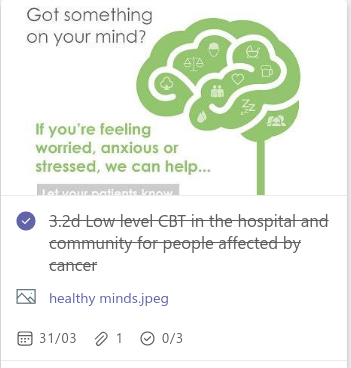 Got something
on your mind?
If you're feeling
worried, anxious or
stressed, we can help...
Let your patients know
3.2d Low level CBT in the hospital and
community for people affected by
cancer
healthy minds.jpeg
31/03 1 0/3